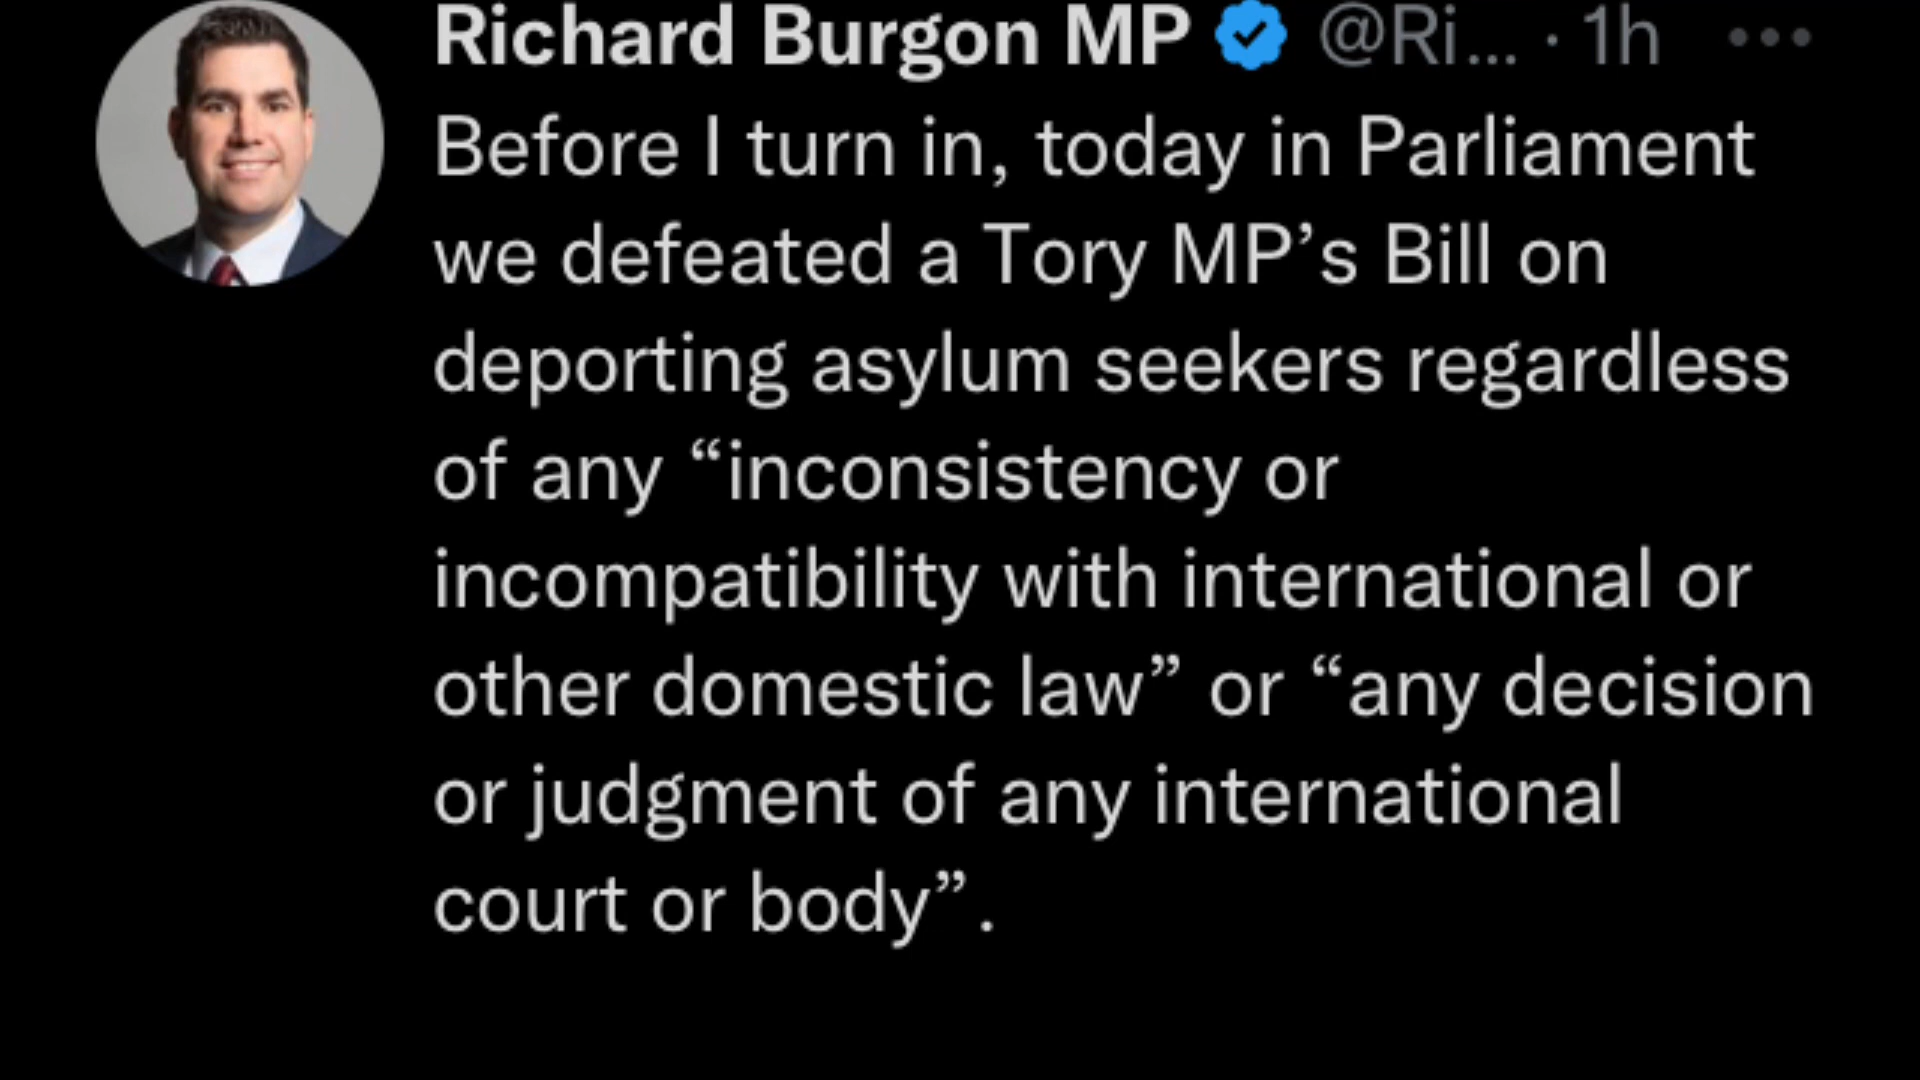 Richard Burgon MP @Ri... · 1h
Before I turn in, today in Parliament
we defeated a Tory MP’s Bill on
deporting asylum seekers regardless
of any “inconsistency or
incompatibility with international or
other domestic law” or “any decision
or judgment of any international
court or body”.